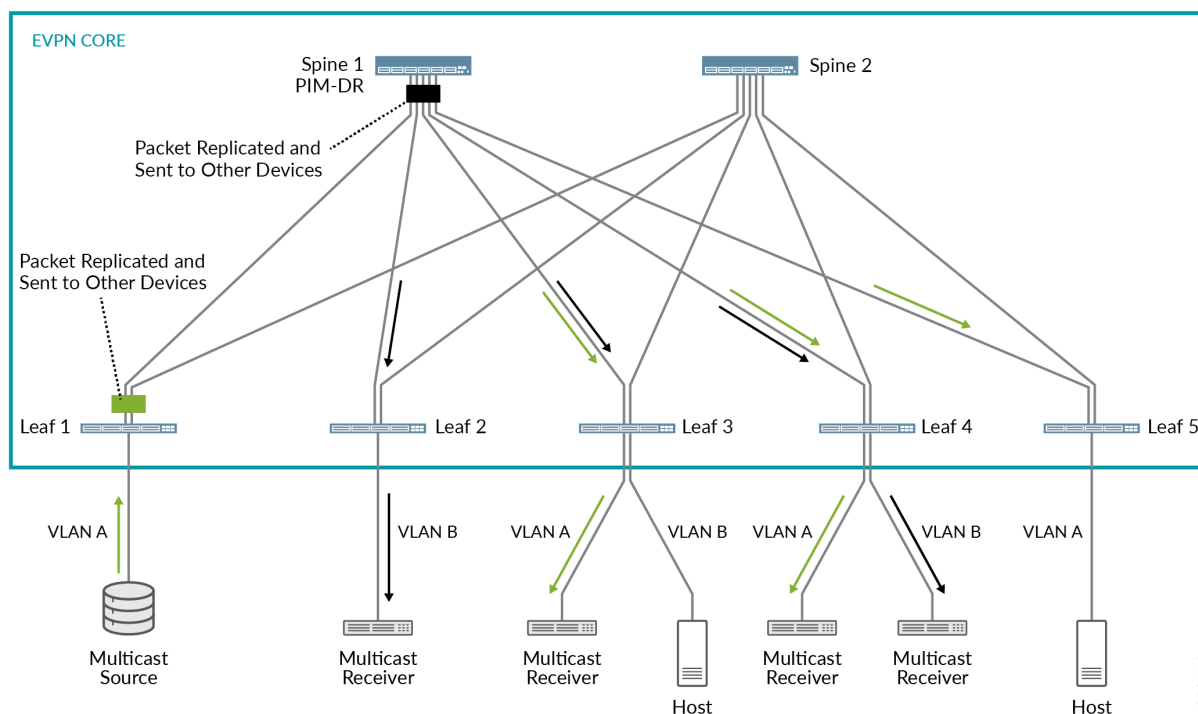 EVPN CORE
Spine 1
PIM-DR
Spine 2
Packet Replicated and
Sent to Other Devices
Packet Replicated and
Sent to Other Devices
Leaf 1
Leaf 2
Leaf 3
Leaf 4
Leaf 5
VLAN A
VLAN B
VLAN A
VLAN B
VLAN A
VLAN B
VLAN A
Multicast
Source
Multicast
Receiver
Multicast
Receiver
Host
Multicast
Receiver
Multicast
Receiver
Host